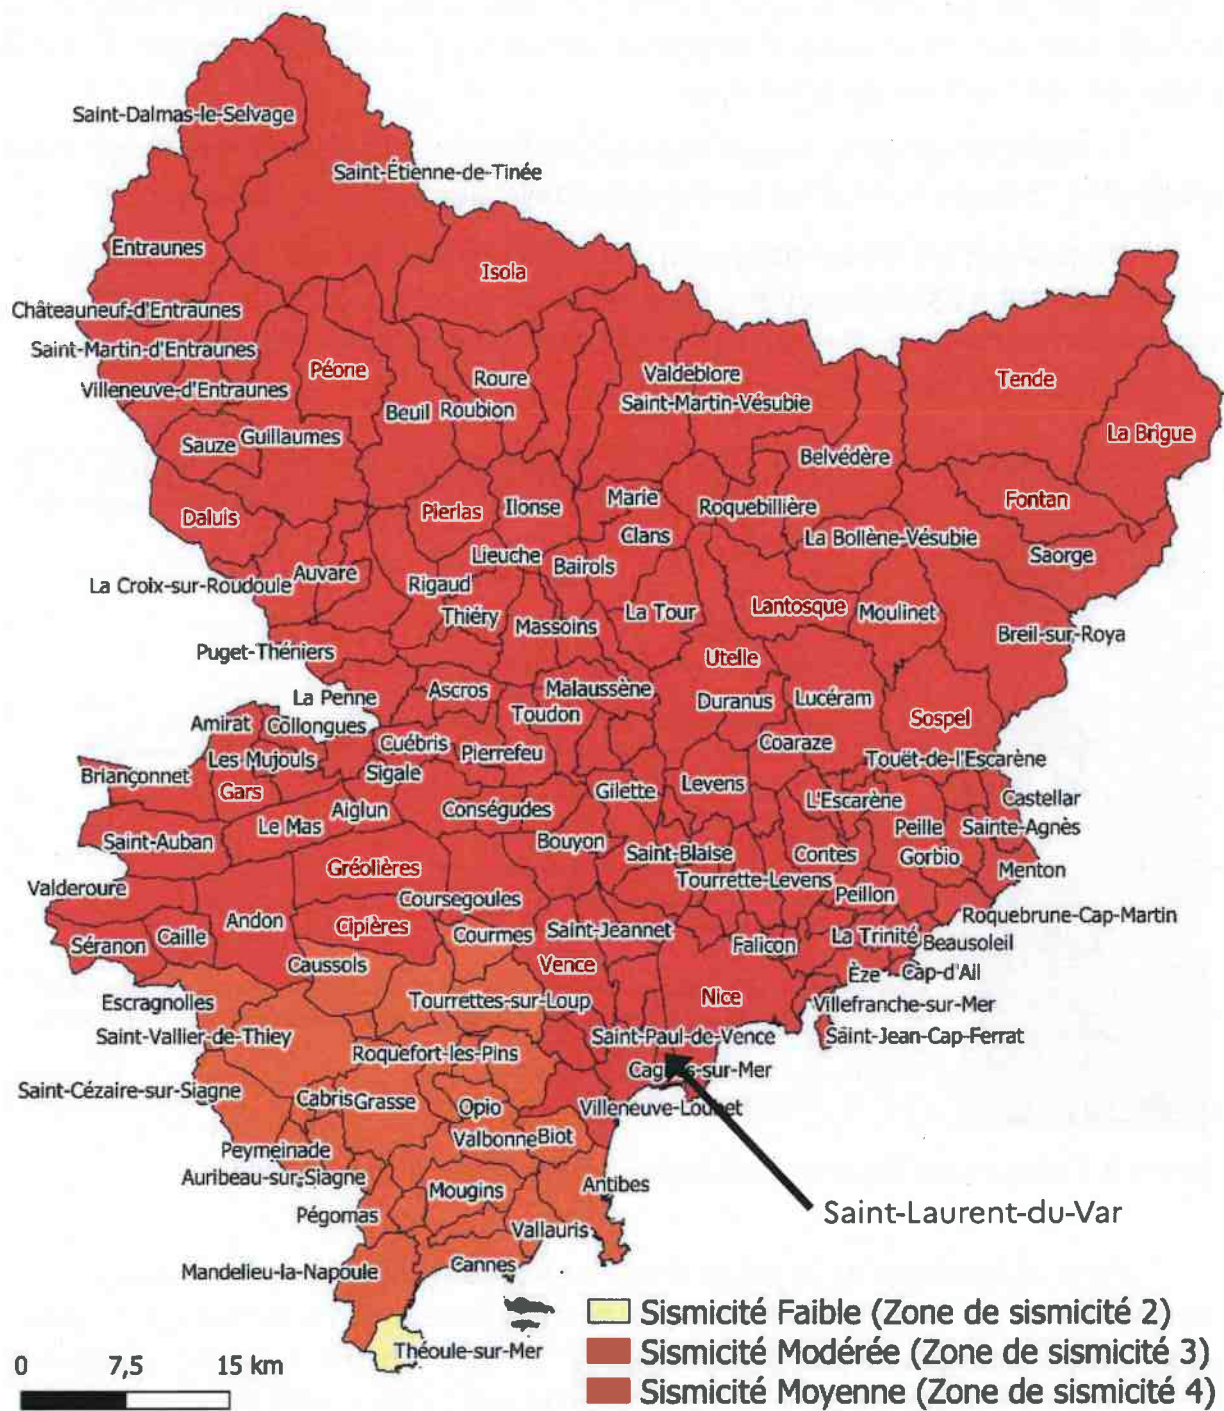 Saint-Dalmas-le-Selvage
Saint-Étienne-de-Tinée
Entraunes
Isola
Châteauneuf-d'Entraunes
Saint-Martin-d'Entraunes
Péone
Roure
Valdeblore
Tende
Villeneuve-d'Entraunes
Beuil
Roubion
Saint-Martin-Vésubie
La Brigue
Sauze
Guillaumes
Belvédère
Daluis
Pierlas
Ilonse
Marie
Roquebillière
Fontan
Clans
La Bollène-Vésubie
Lieuche
Bairols
Saorge
La Croix-sur-Roudoule
Auvare
Rigaud
Thiéry
Massoins
La Tour
Lantosque
Moulinet
Breil-sur-Roya
Puget-Théniers
Utelle
La Penne
Ascros
Malaussène
Duranus
Lucéram
Amirat
Collongues
Toudon
Sospel
Cuébris
Pierrefeu
Coaraze
Les Mujouls
Touët-de-l'Escarène
Briançonnet
Sigale
Gars
Gilette
Levens
L'Escarène
Castellar
Le Mas
Aiglun
Conségudes
Peille
Sainte-Agnès
Saint-Auban
Bouyon
Saint-Blaise
Contes
Gorbio
Gréolières
Menton
Valderoure
Tourrette-Levens
Peillon
Coursegoules
Andon
Cipières
Roquebrune-Cap-Martin
Séranon
Caille
Courmes
Saint-Jeannet
Falicon
La Trinité
Beausoleil
Caussols
Vence
Èze
Cap-d'Ail
Escragnolles
Tourrettes-sur-Loup
Nice
Villefranche-sur-Mer
Saint-Vallier-de-Thiey
Saint-Paul-de-Vence
Saint-Jean-Cap-Ferrat
Roquefort-les-Pins
Cagnes-sur-Mer
Saint-Cézaire-sur-Siagne
Cabris
Grasse
Opio
Villeneuve-Loubet
Peymeinade
Valbonne
Biot
Auribeau-sur-Siagne
Mougins
Antibes
Pégomas
Vallauris
Saint-Laurent-du-Var
Mandelieu-la-Napoule
Cannes
Théoule-sur-Mer
0 7,5 15 km
Sismicité Faible (Zone de sismicité 2)
Sismicité Modérée (Zone de sismicité 3)
Sismicité Moyenne (Zone de sismicité 4)